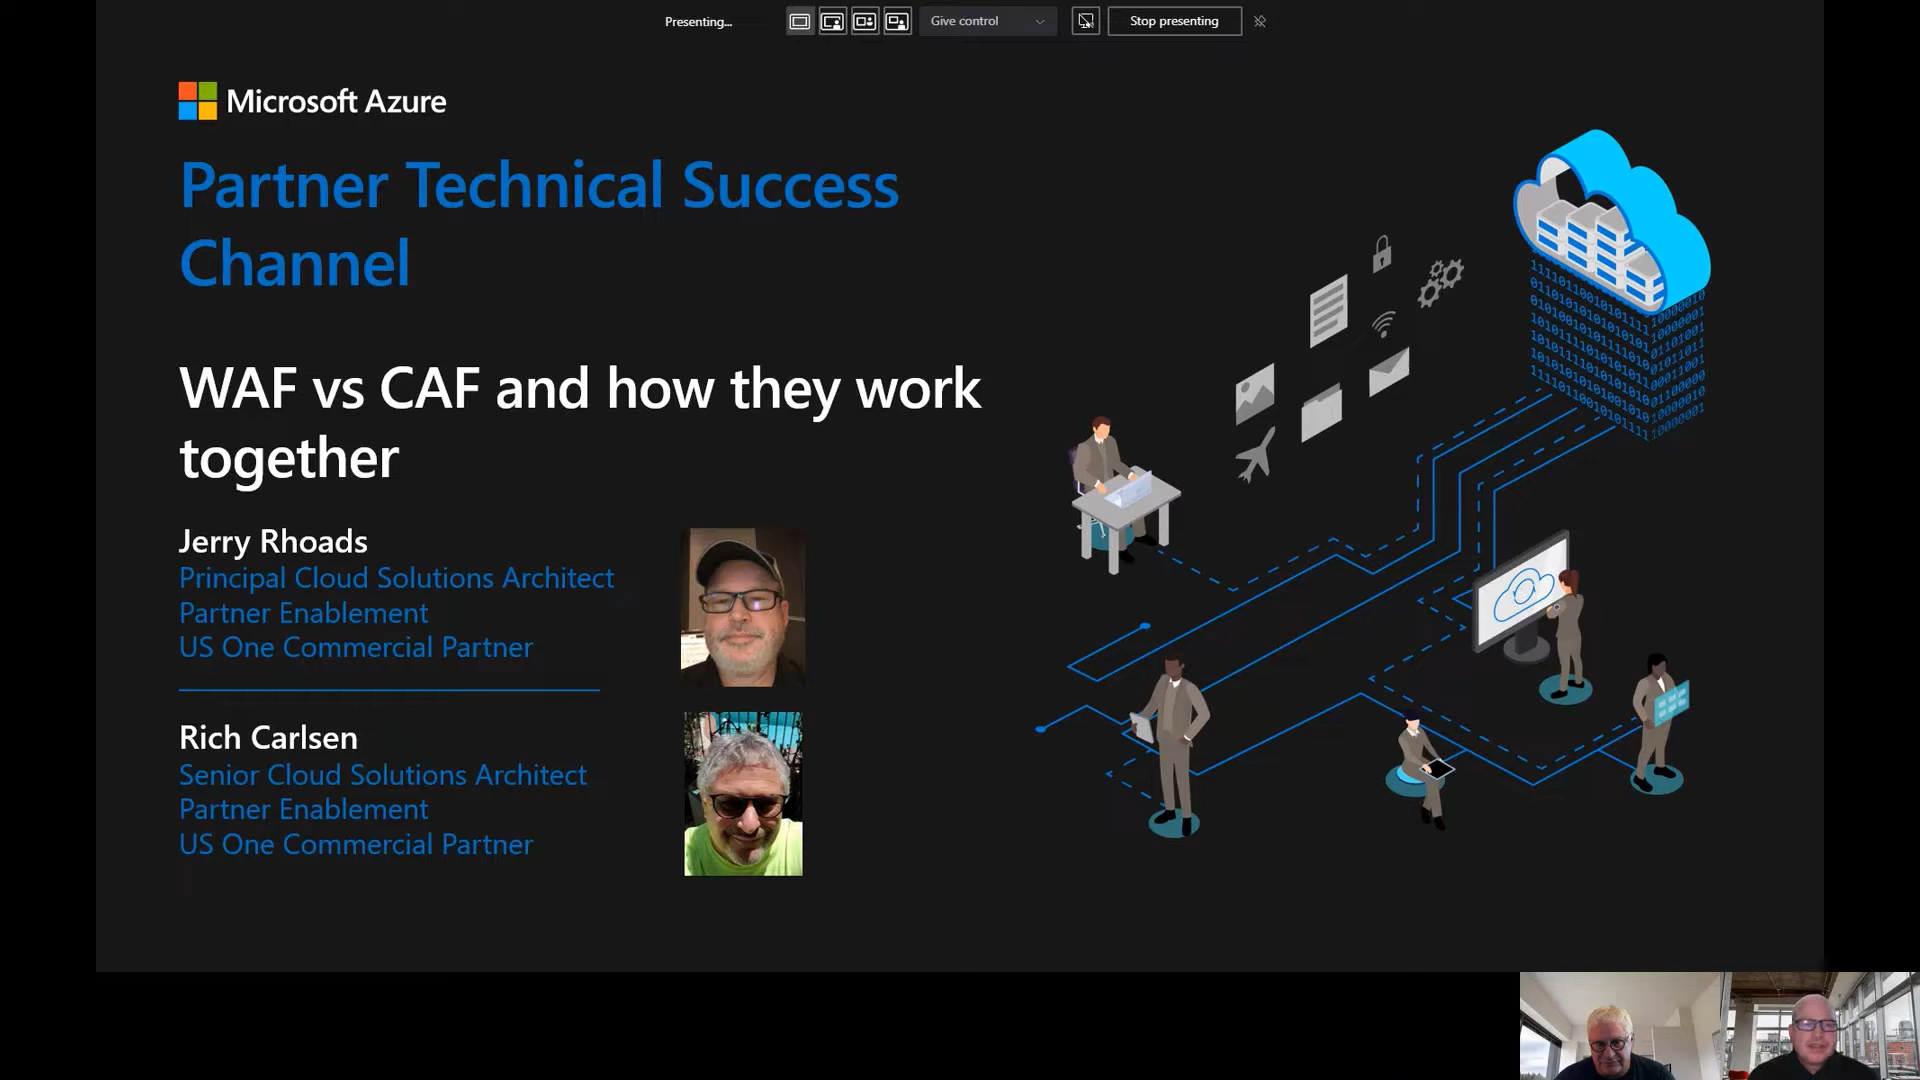 Presenting...
Give control
Stop presenting
Microsoft Azure
Partner Technical Success
Channel
WAF vs CAF and how they work
together
Jerry Rhoads
Principal Cloud Solutions Architect
Partner Enablement
US One Commercial Partner
Rich Carlsen
Senior Cloud Solutions Architect
Partner Enablement
US One Commercial Partner